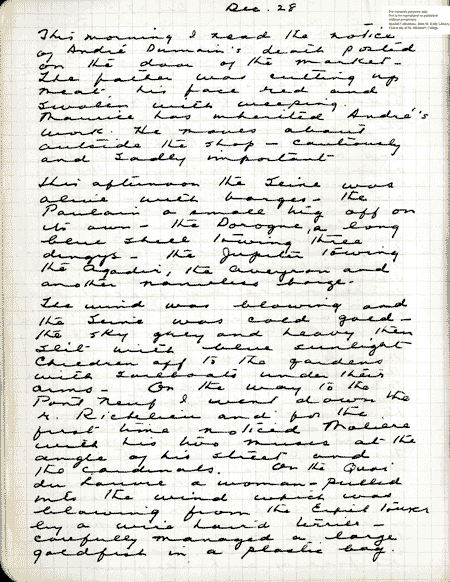 Dec. 28
For research purposes only.
Not to be reproduced or published
without permission.
Special Collections, John M. Kelly Library
University of St. Michael's College
This morning I read the notice
of André Dumain's death posted
on the door of the market –
The father was cutting up
meat, his face red and
swollen with weeping.
Maurice has inherited André's
work. He moves about
outside the shop – cautiously
and sadly important –
This afternoon the Seine was
alive with barges – the
Paulain a small tug off on
its own – the Dorogne, a long
blue shell towing three
dingys – the Jupiter towing
the Agadir, the Aveyron and
another nameless barge.
The wind was blowing and
the Seine was cold gold –
the sky grey and heavy then
slit with blue sunlight
Children off to the gardens
with sailboats under their
arms – On the way to the
Pont Neuf I went down the
r. Richelieu and for the
first time noticed Moliere
with his two muses at the
angle of his street and
the Cardinals. On the Quai
du Louvre a woman – pulled
into the wind which was
blowing from the Eiffel Tower
by a wire haired terrier –
carefully managed a large
goldfish in a plastic bag.